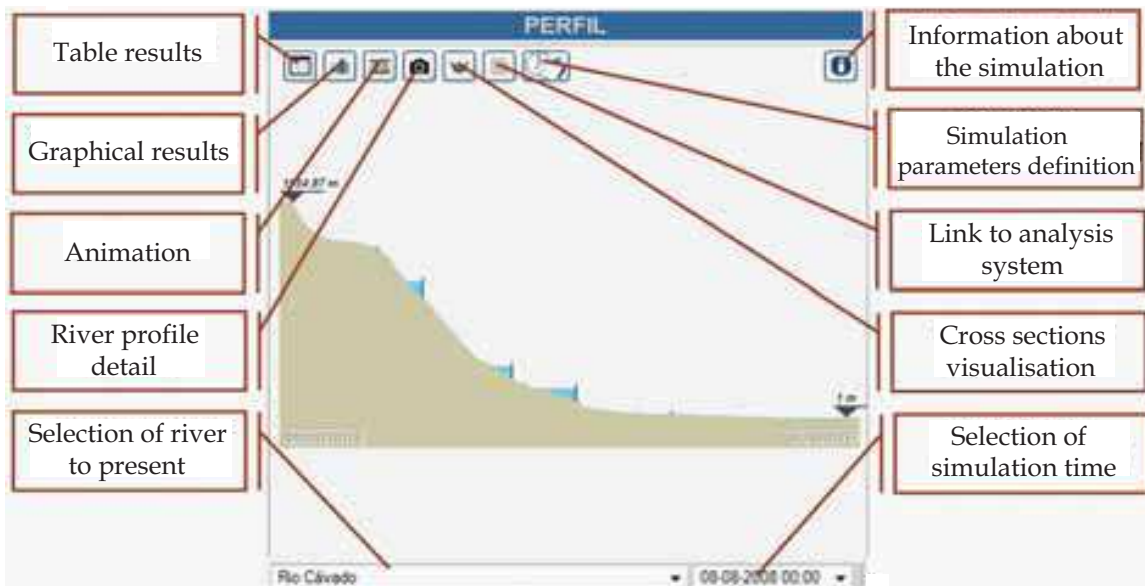 PERFIL
Table results
Graphical results
Animation
River profile
detail
Selection of river
to present
Information about
the simulation
Simulation
parameters definition
Link to analysis
system
Cross sections
visualisation
Selection of
simulation time
1 m
Rio Cávado
08-08-2008 00:00